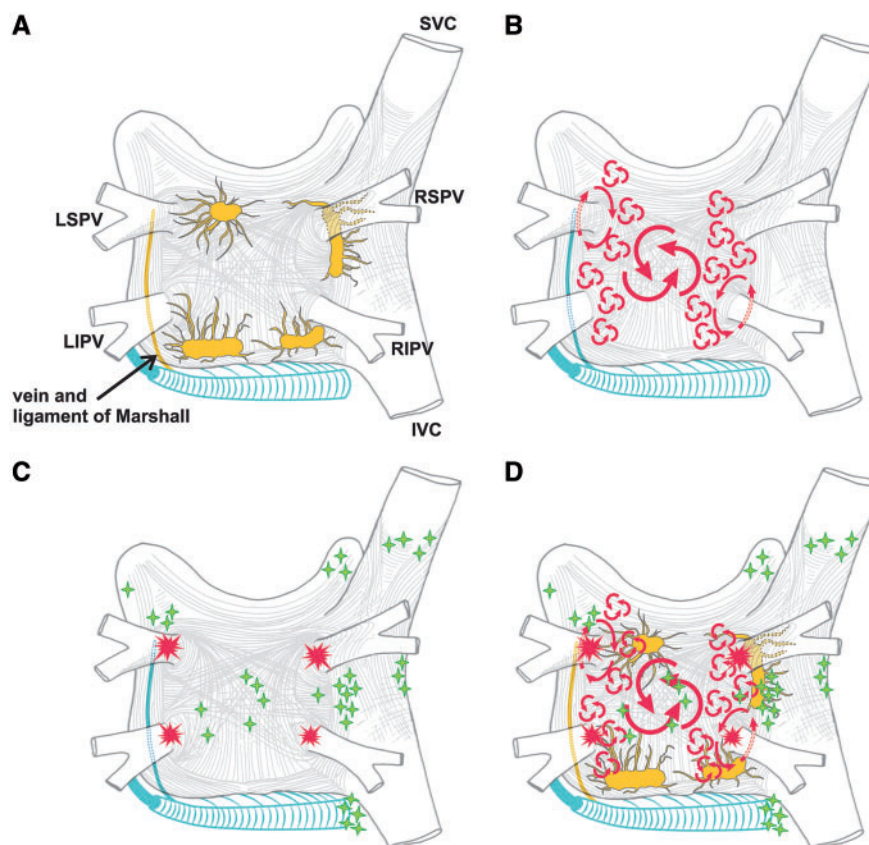 A
SVC
B
RSPV
LSPV
LIPV
RIPV
vein and
ligament of Marshall
IVC
C
D